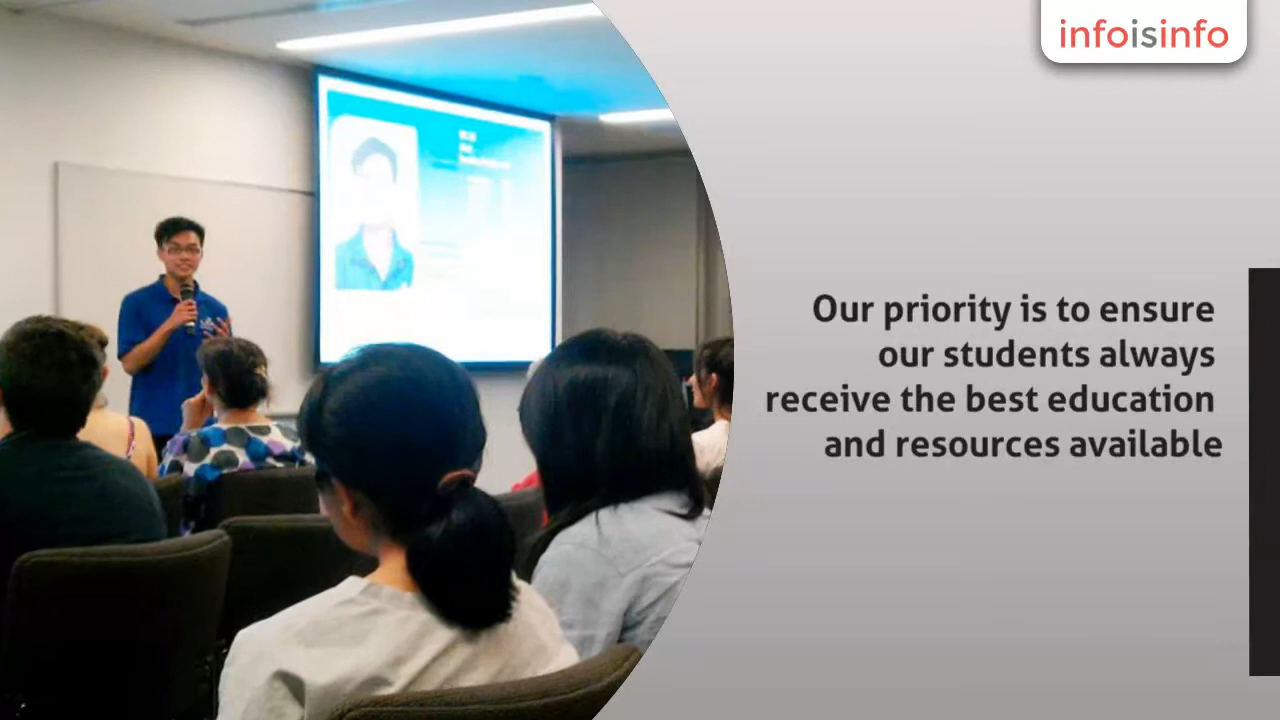 infoisinfo
Our priority is to ensure
our students always
receive the best education
and resources available